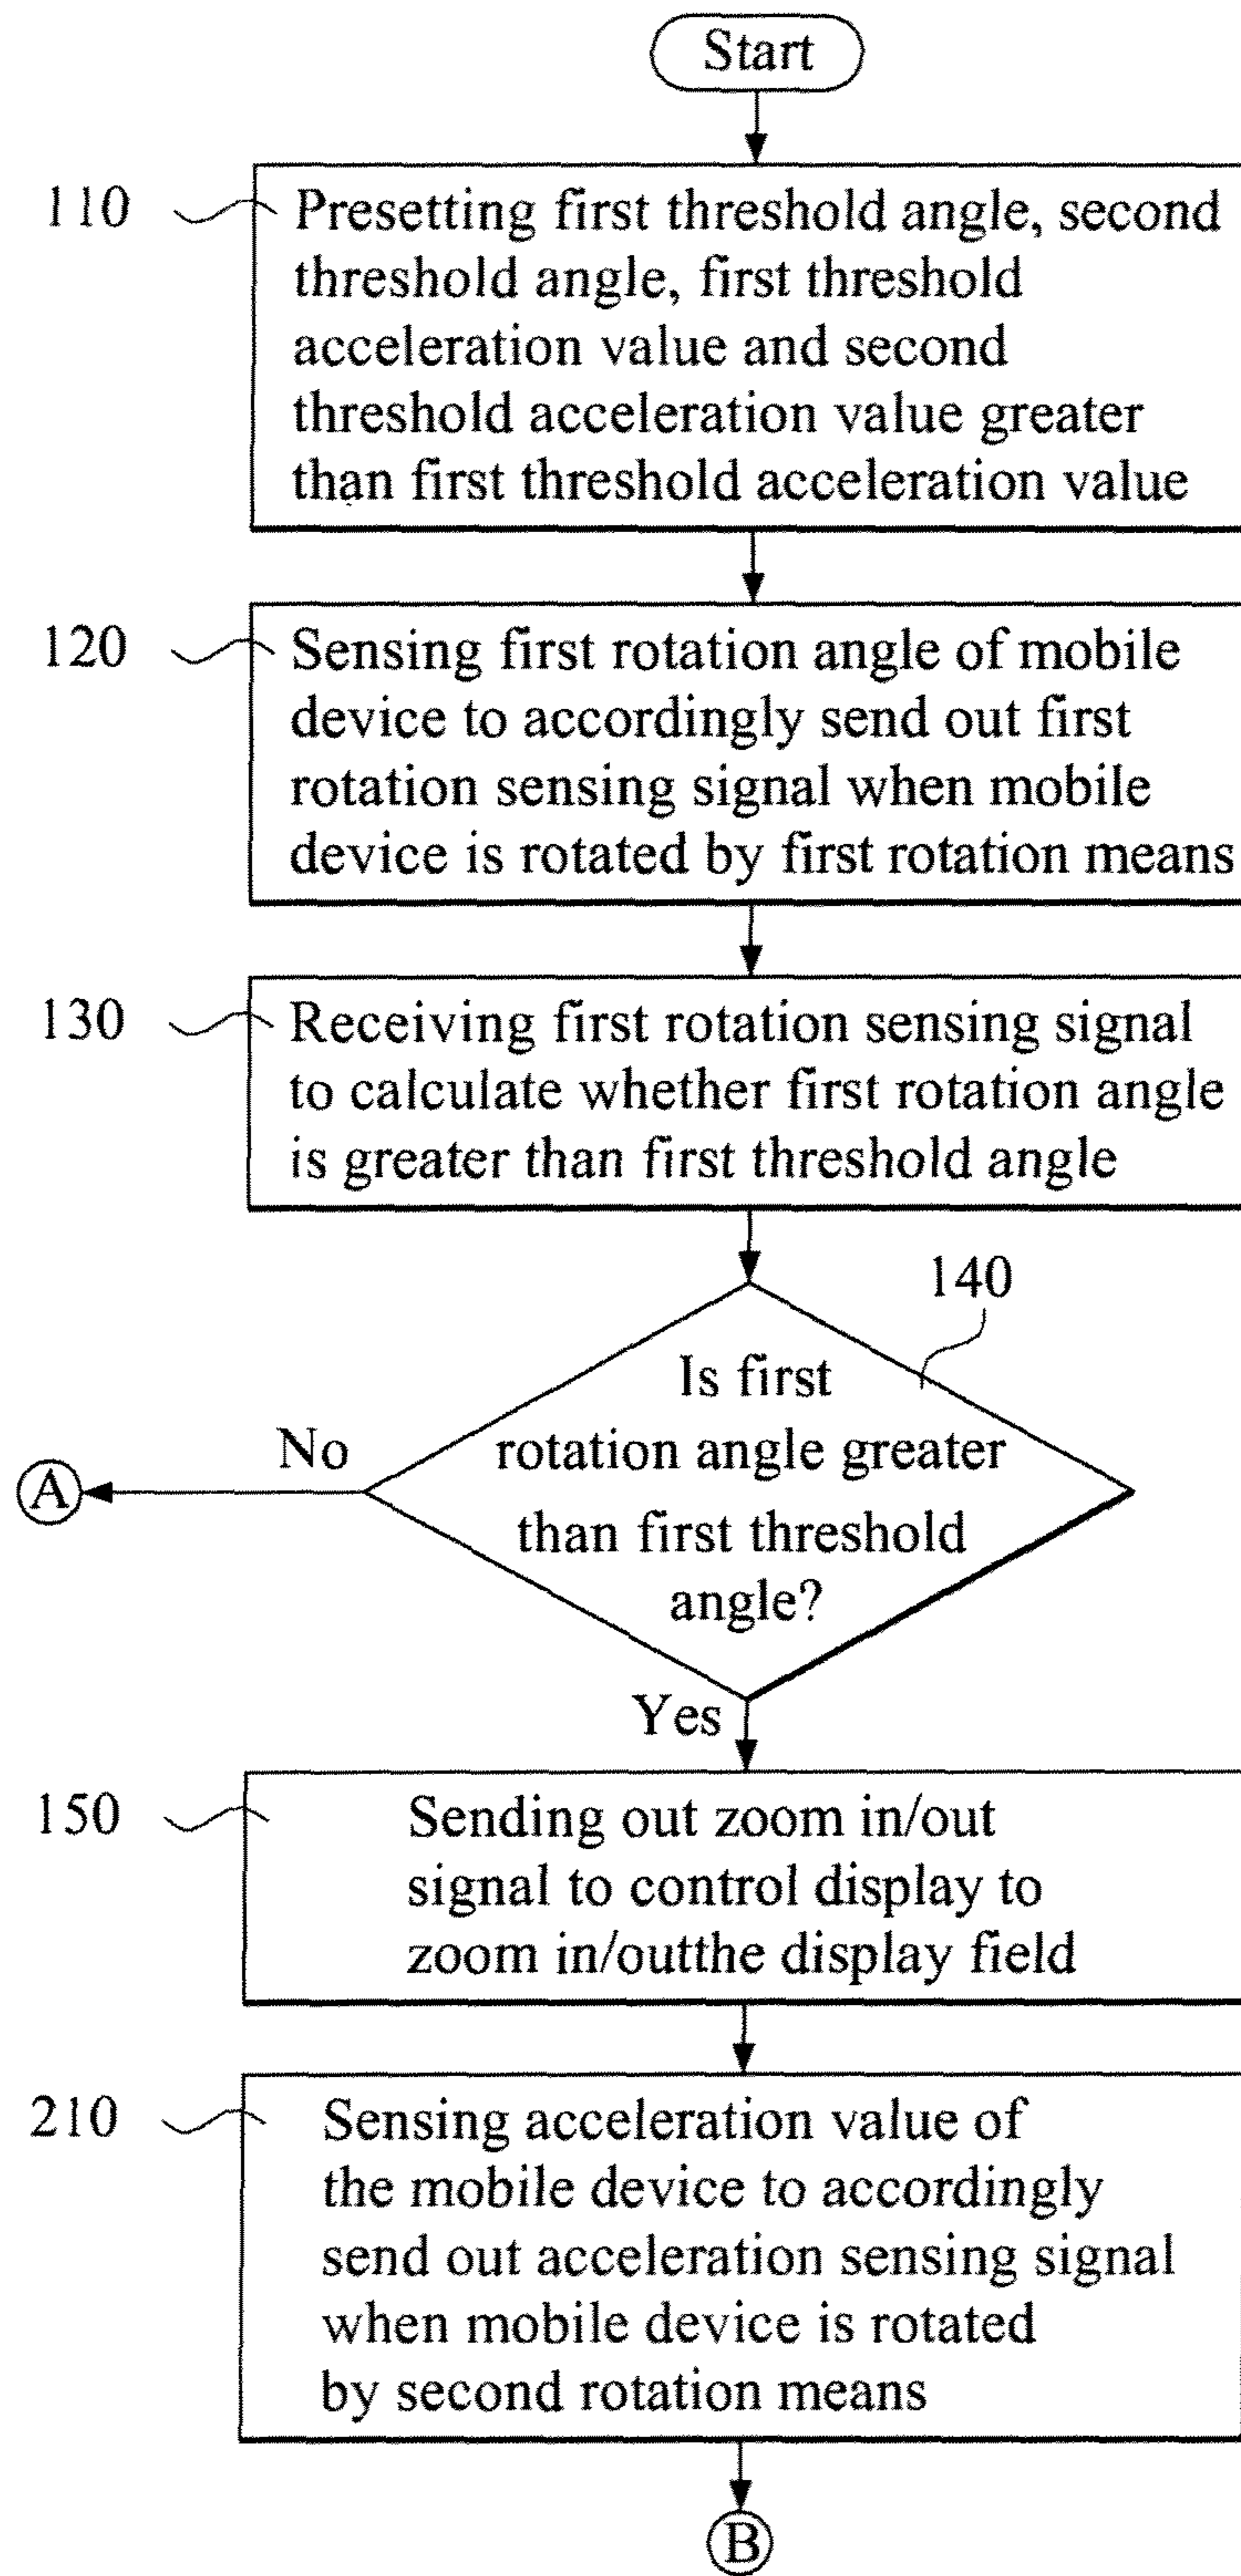 Start
110
Presetting first threshold angle, second
threshold angle, first threshold
acceleration value and second
threshold acceleration value greater
than first threshold acceleration value
120
Sensing first rotation angle of mobile
device to accordingly send out first
rotation sensing signal when mobile
device is rotated by first rotation means
130
Receiving first rotation sensing signal
to calculate whether first rotation angle
is greater than first threshold angle
140
Is first
rotation angle greater
than first threshold
angle?
No
A
Yes
150
Sending out zoom in/out
signal to control display to
zoom in/outthe display field
210
Sensing acceleration value of
the mobile device to accordingly
send out acceleration sensing signal
when mobile device is rotated
by second rotation means
B